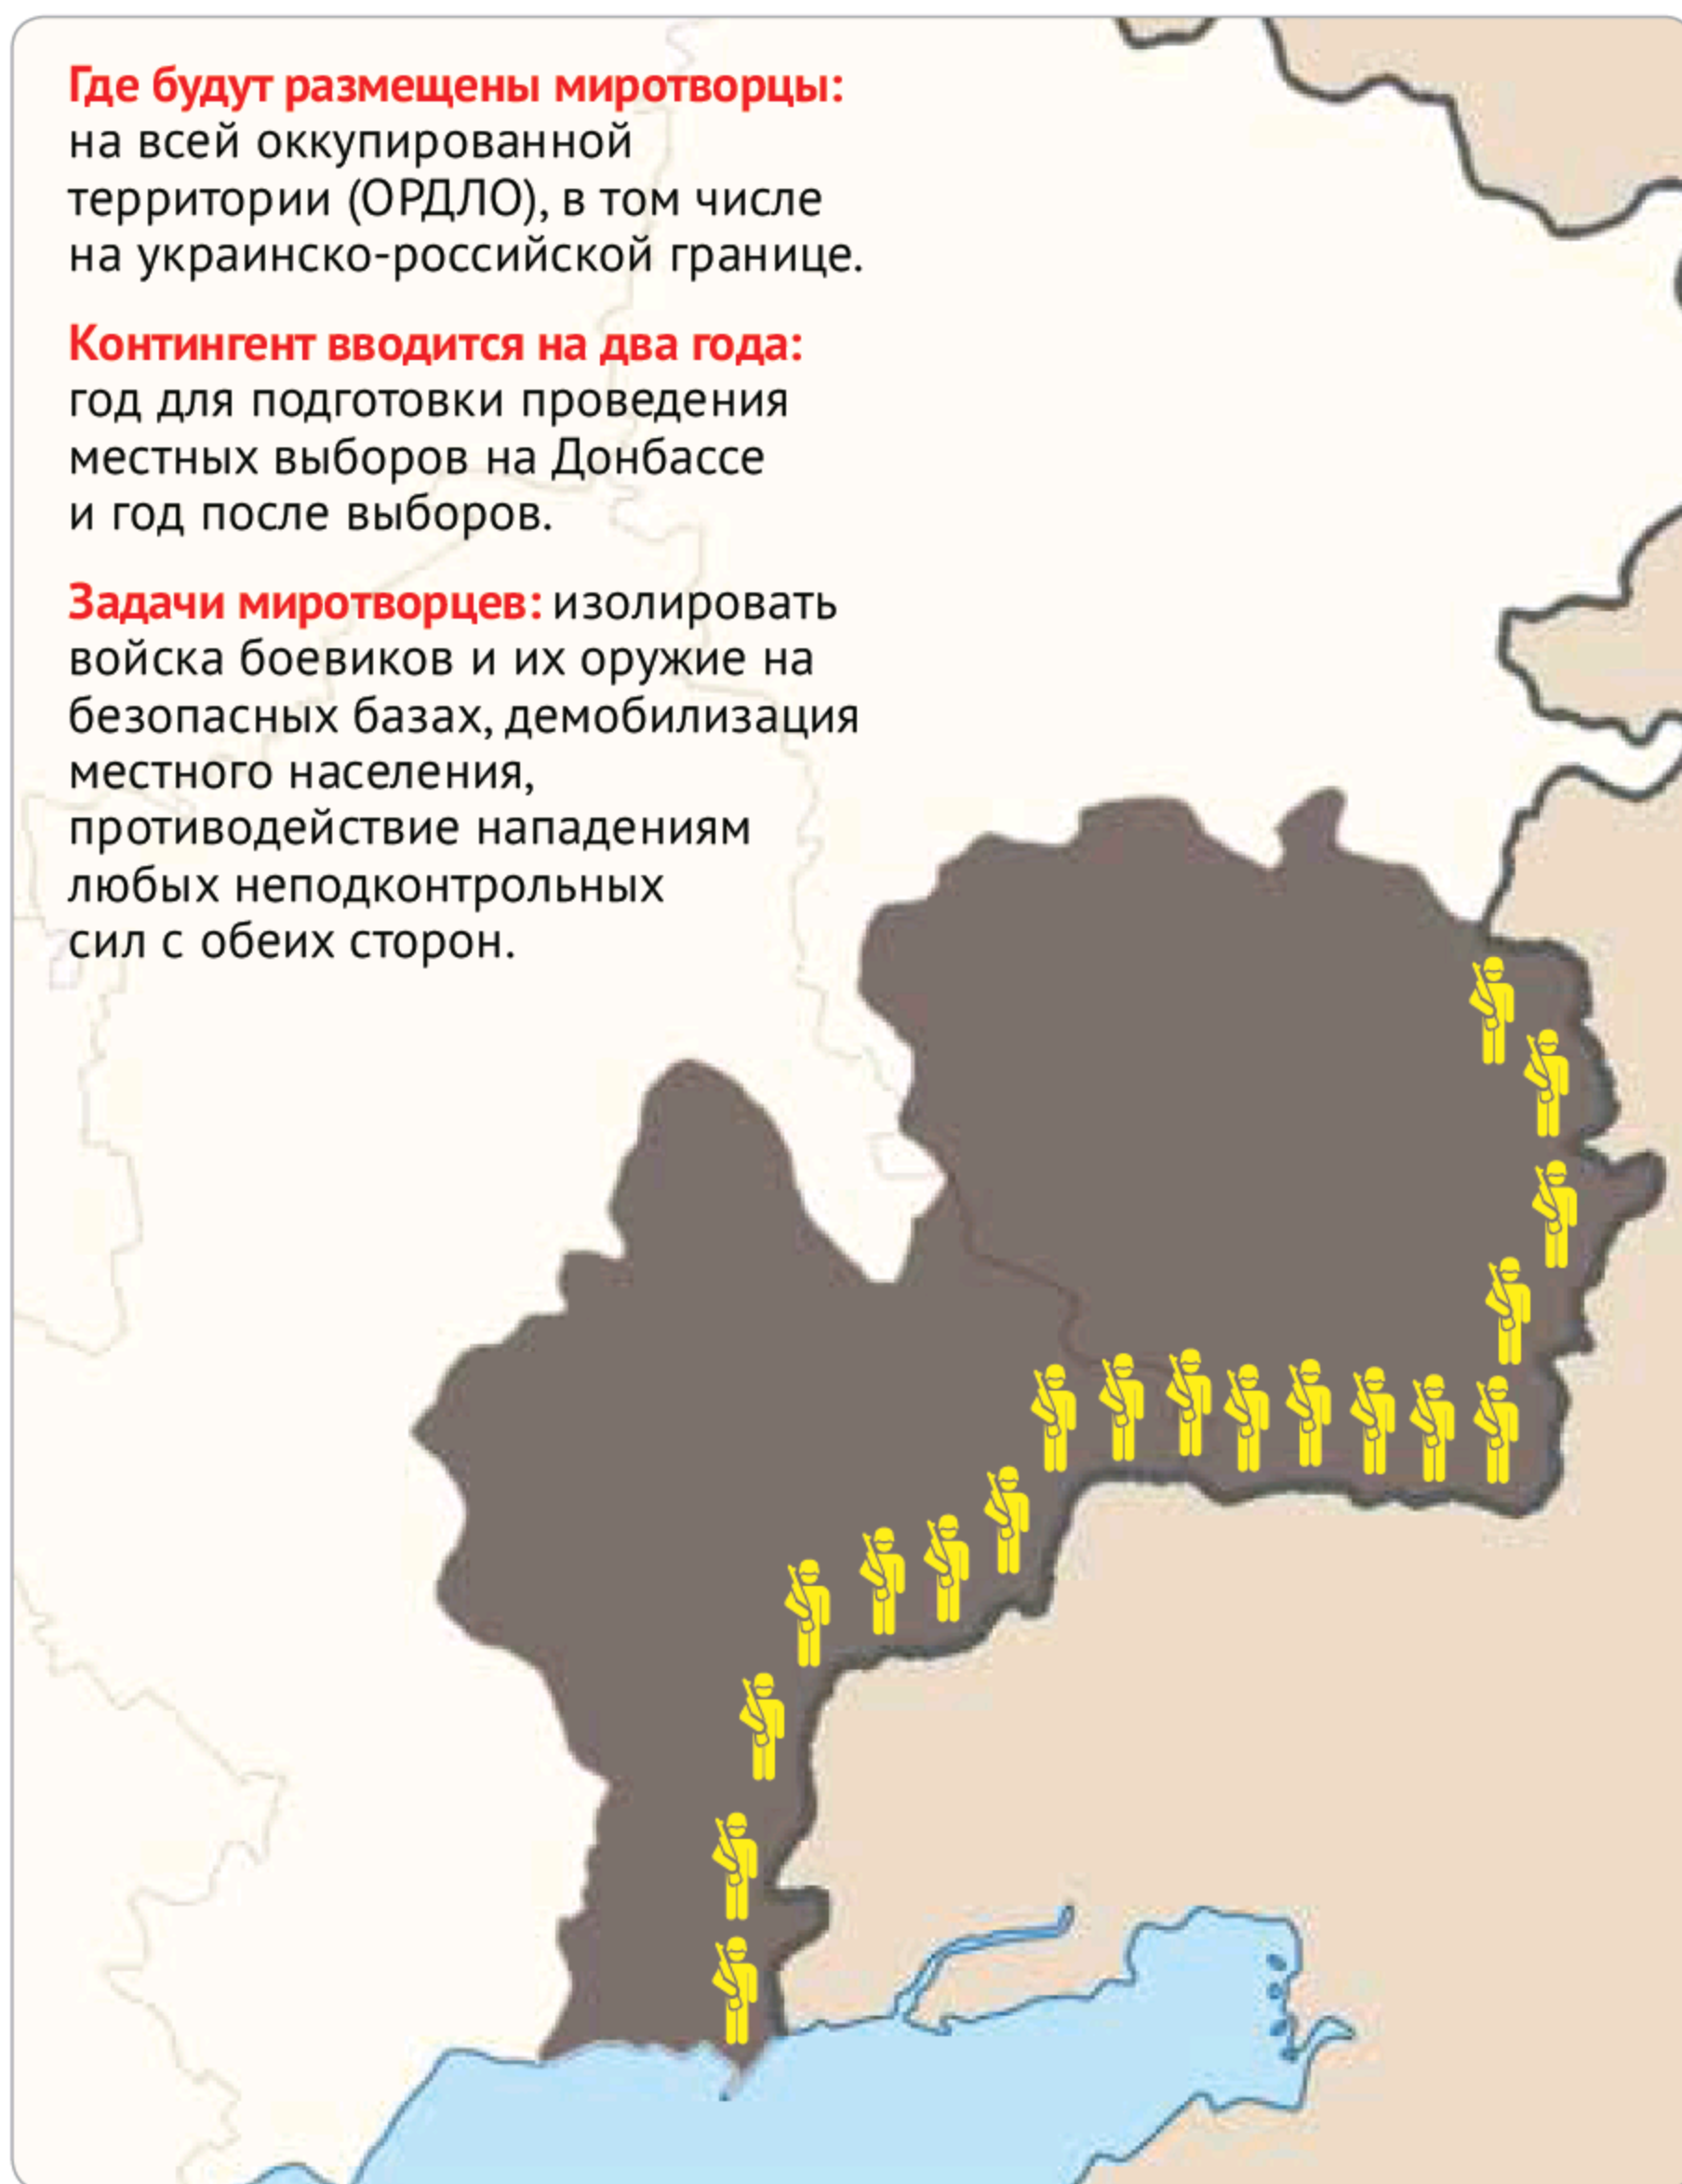 Где будут размещены миротворцы:
на всей оккупированной
территории (ОРДЛО), в том числе
на украинско-российской границе.
Контингент вводится на два года:
год для подготовки проведения
местных выборов на Донбассе
и год после выборов.
Задачи миротворцев: изолировать
войска боевиков и их оружие на
безопасных базах, демобилизация
местного населения,
противодействие нападениям
любых неподконтрольных
сил с обеих сторон.